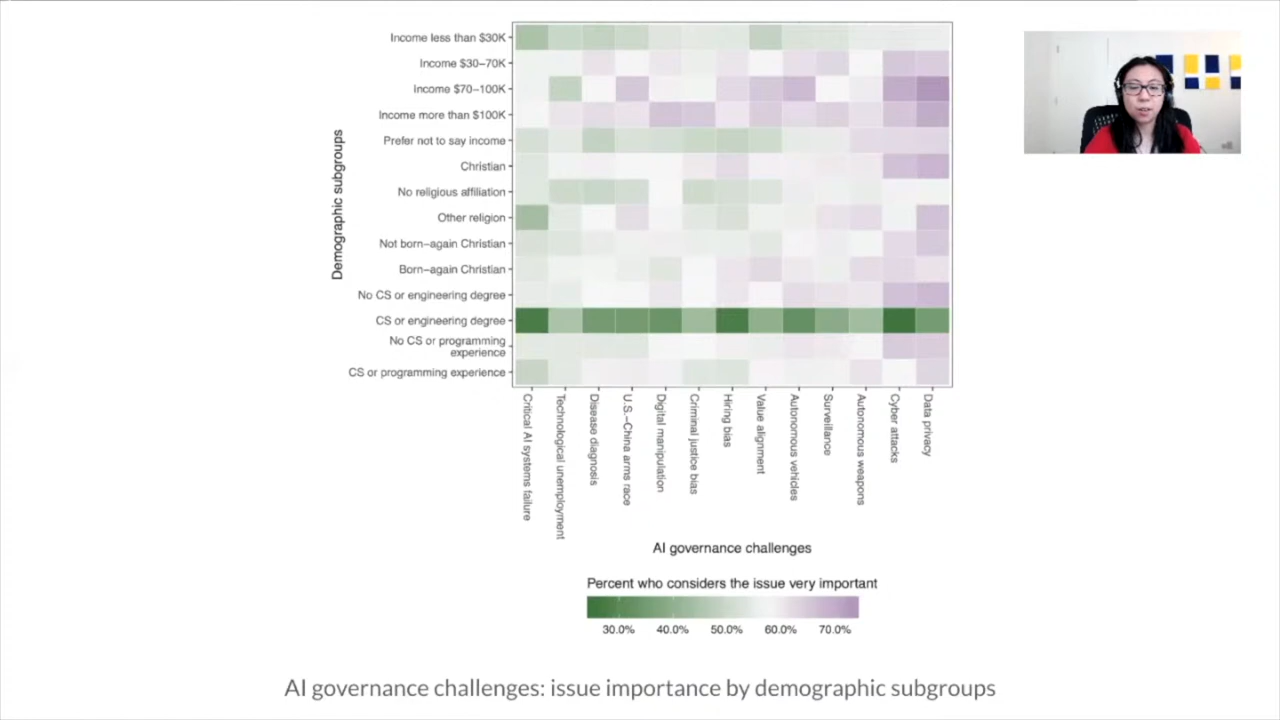 Income less than $30K
Income $30–70K
Income $70–100K
Income more than $100K
Prefer not to say income
Christian
No religious affiliation
Other religion
Not born–again Christian
Born–again Christian
No CS or engineering degree
CS or engineering degree
No CS or programming
experience
CS or programming experience
Demographic subgroups
Critical AI systems failure
Technological unemployment
Disease diagnosis
U.S.–China arms race
Digital manipulation
Criminal justice bias
Hiring bias
Value alignment
Autonomous vehicles
Surveillance
Autonomous weapons
Cyber attacks
Data privacy
AI governance challenges
Percent who considers the issue very important
30.0% 40.0% 50.0% 60.0% 70.0%
AI governance challenges: issue importance by demographic subgroups